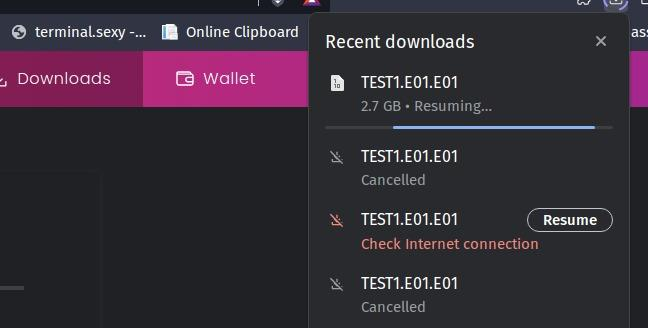 terminal.sexy -...
Online Clipboard
Downloads
Wallet
Recent downloads
TEST1.E01.E01
2.7 GB • Resuming...
TEST1.E01.E01
Cancelled
TEST1.E01.E01
Resume
Check Internet connection
TEST1.E01.E01
Cancelled